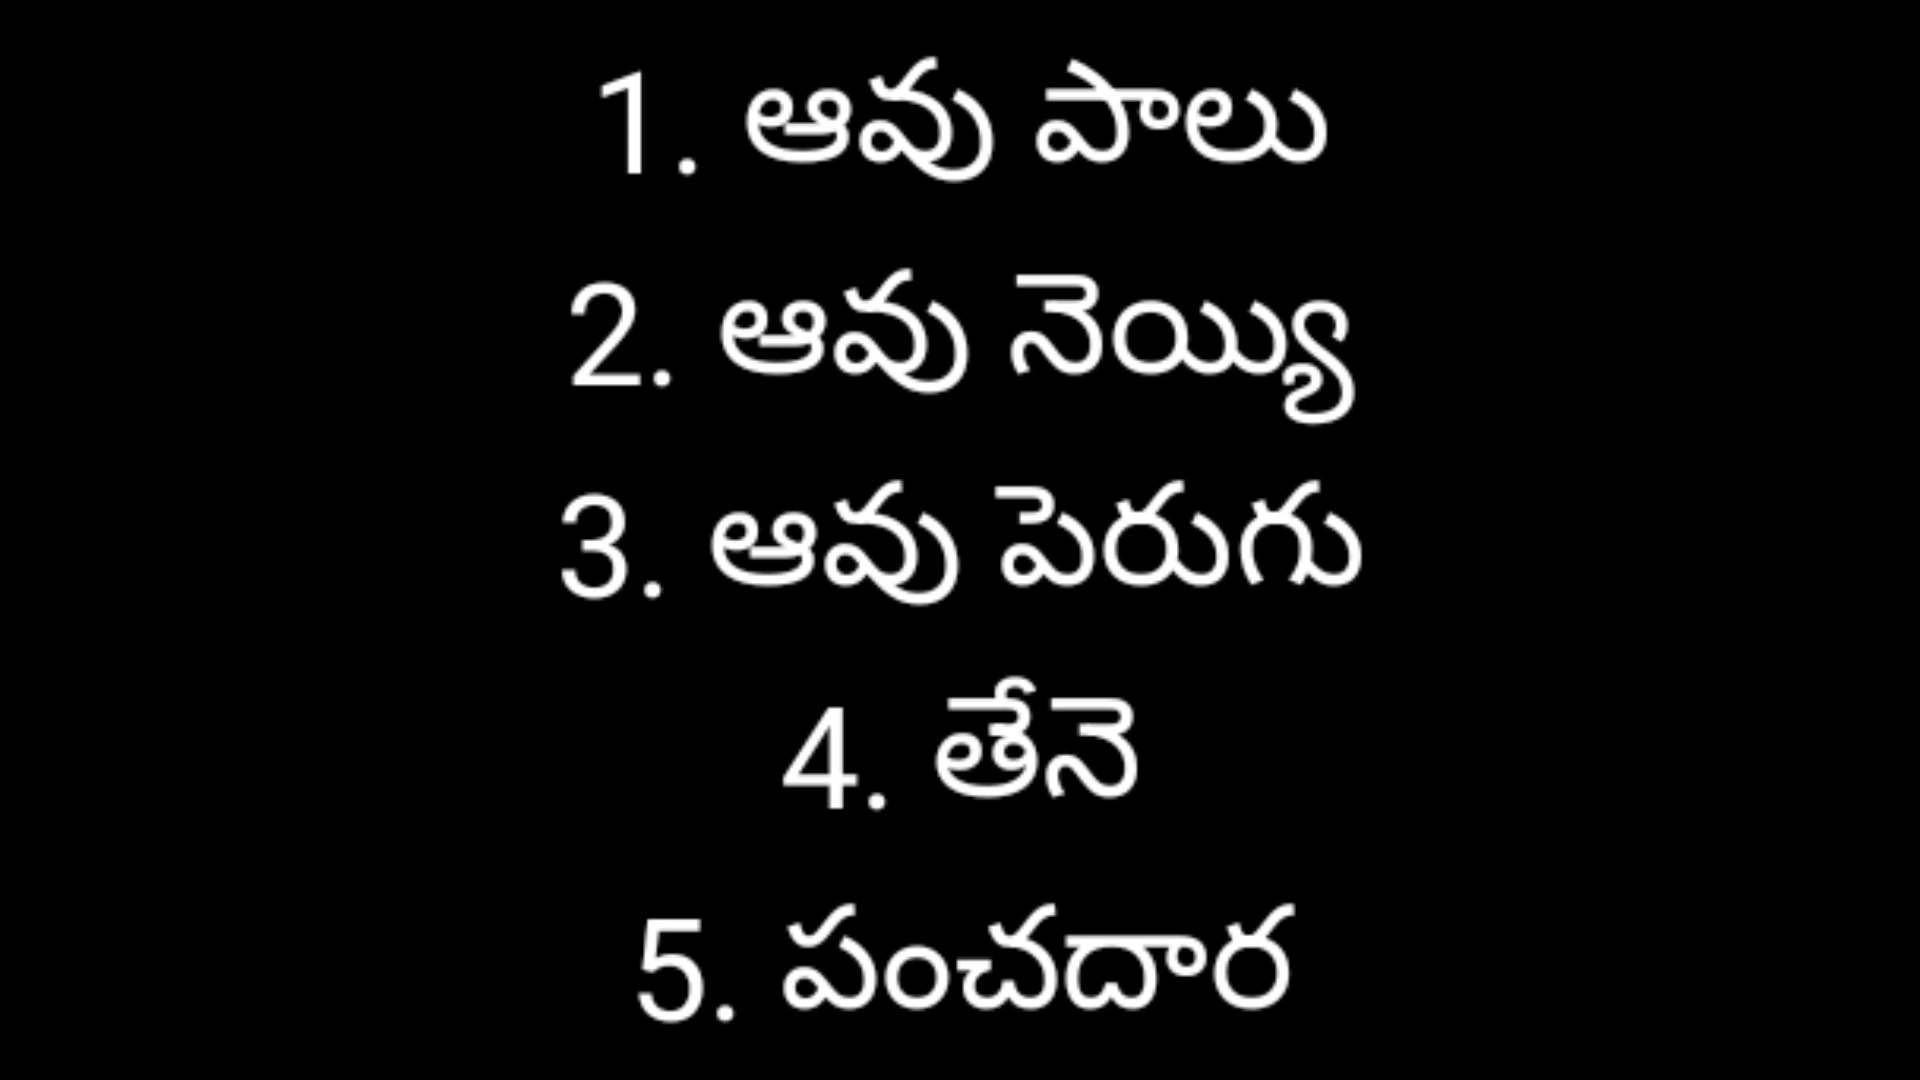 1. ఆవు పాలు
2. ఆవు నెయ్యి
3. ఆవు పెరుగు
4. తేనె
5. పంచదార